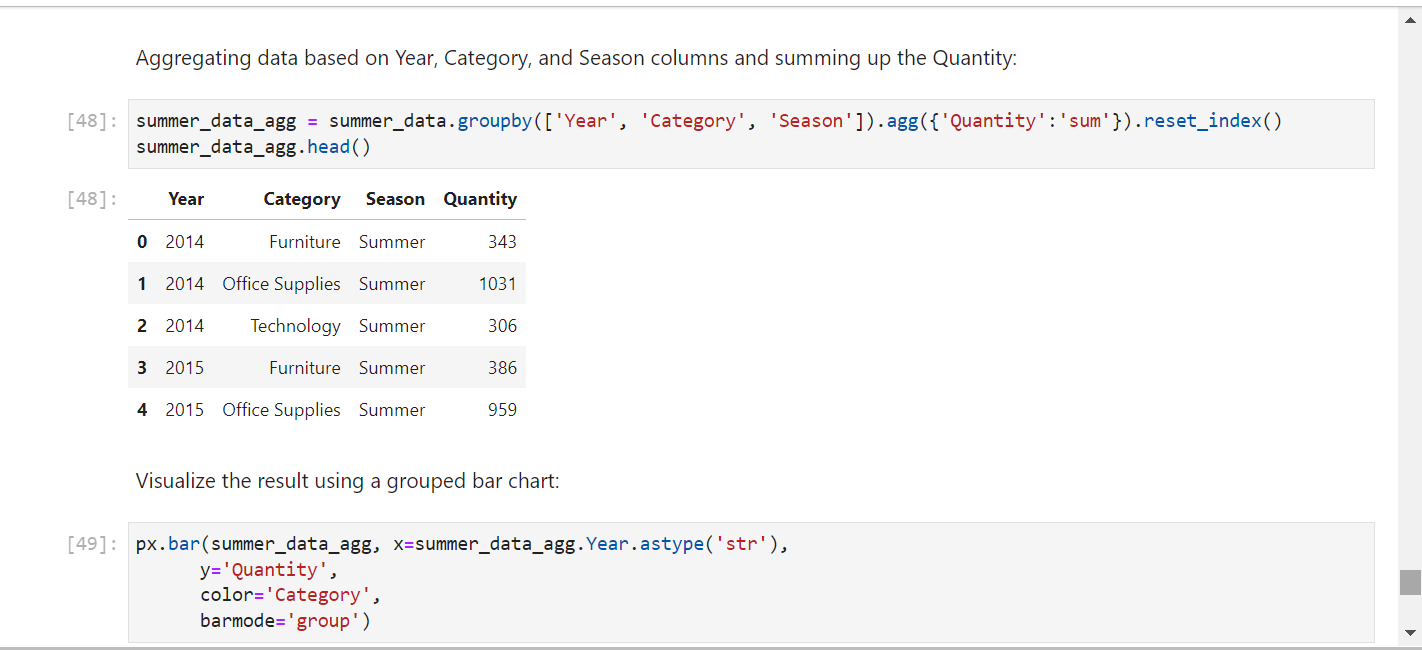 Aggregating data based on Year, Category, and Season columns and summing up the Quantity:
[48]: summer_data_agg = summer_data.groupby(['Year', 'Category', 'Season']).agg({'Quantity':'sum'}).reset_index()
summer_data_agg.head()
[48]: Year Category Season Quantity
0 2014 Furniture Summer 343
1 2014 Office Supplies Summer 1031
2 2014 Technology Summer 306
3 2015 Furniture Summer 386
4 2015 Office Supplies Summer 959
Visualize the result using a grouped bar chart:
[49]: px.bar(summer_data_agg, x=summer_data_agg.Year.astype('str'),
y='Quantity',
color='Category',
barmode='group')